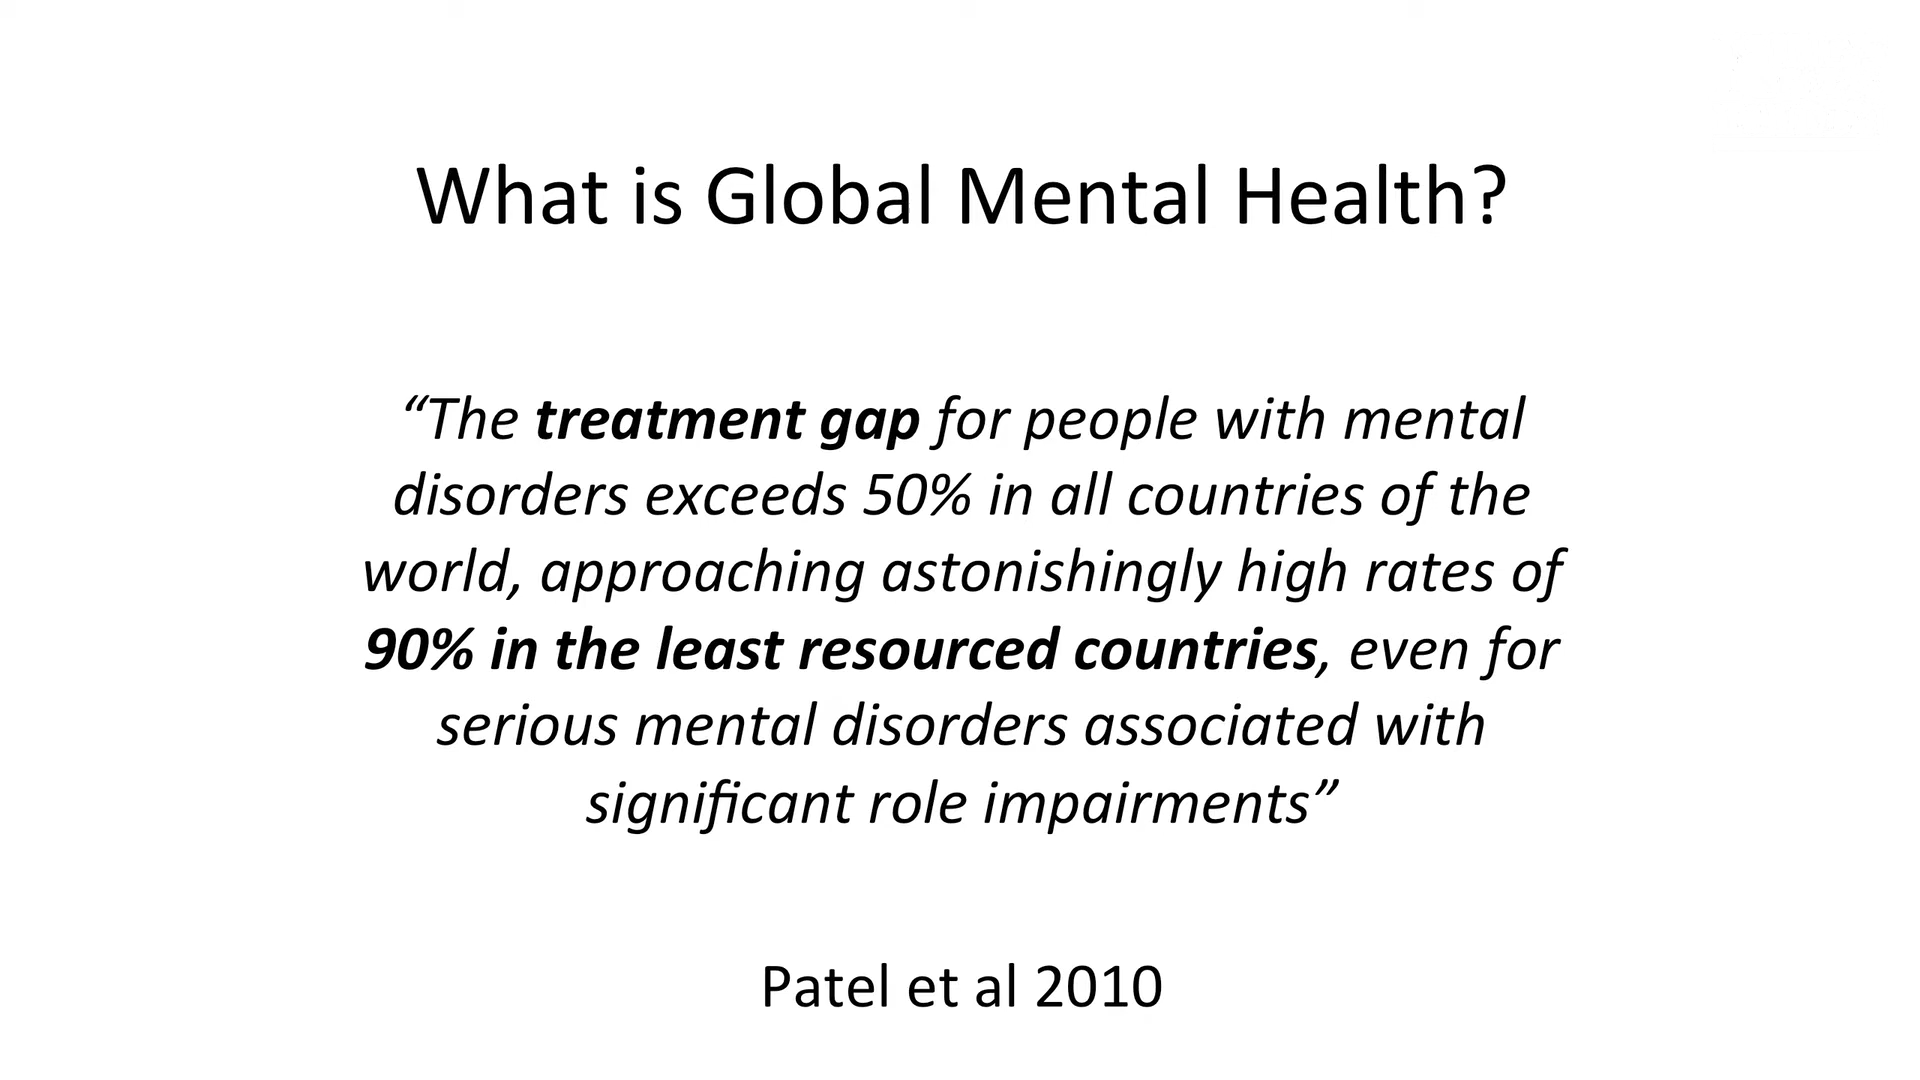 What is Global Mental Health?
“The treatment gap for people with mental
disorders exceeds 50% in all countries of the
world, approaching astonishingly high rates of
90% in the least resourced countries, even for
serious mental disorders associated with
significant role impairments”
Patel et al 2010